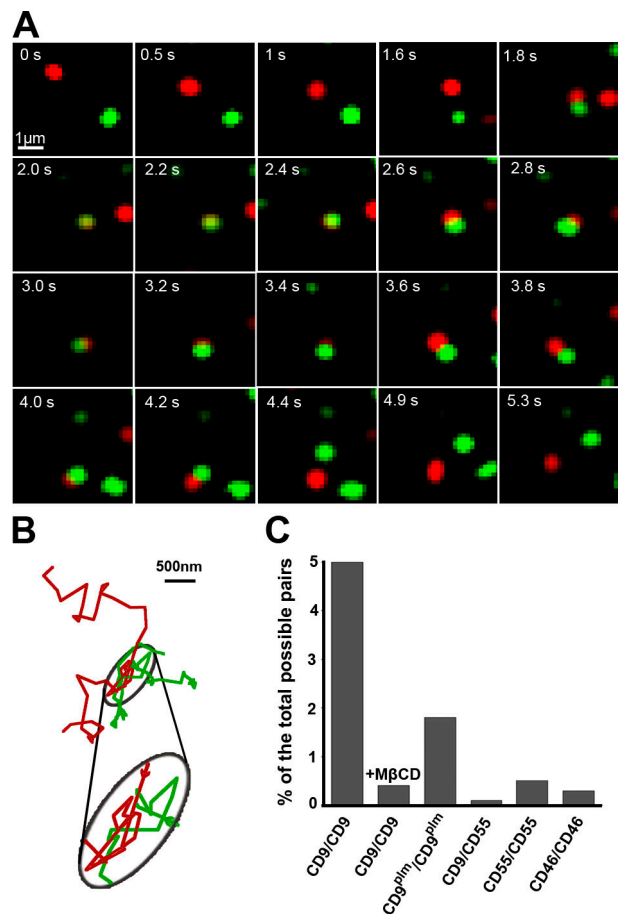 A
0 s
0.5 s
1 s
1.6 s
1.8 s
1µm
2.0 s
2.2 s
2.4 s
2.6 s
2.8 s
3.0 s
3.2 s
3.4 s
3.6 s
3.8 s
4.0 s
4.2 s
4.4 s
4.9 s
5.3 s
B
500nm
C
% of the total possible pairs
5
4
3
2
1
0
+MβCD
CD9/CD9
CD9/CD9
CD9plm/CD9plm
CD9/CD55
CD55/CD55
CD46/CD46